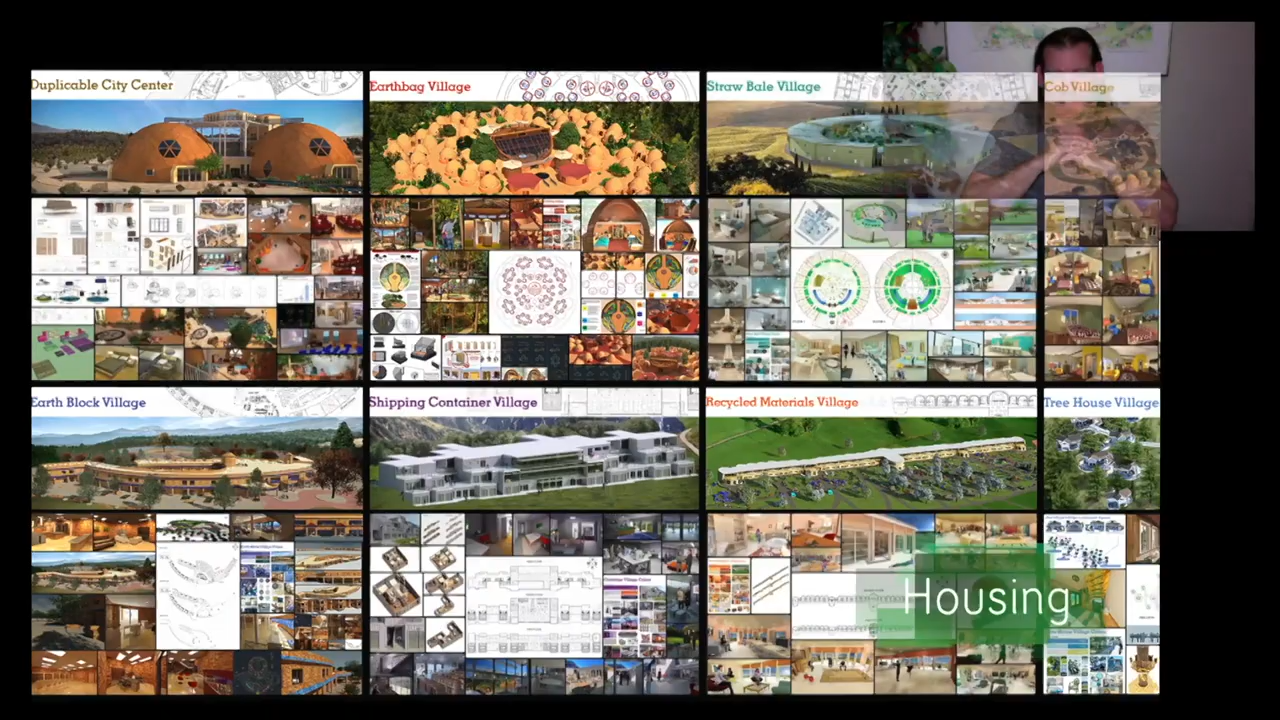 Duplicable City Center
Earthbag Village
Straw Bale Village
Cob Village
Earth Block Village
Shipping Container Village
Recycled Materials Village
Tree House Village
Housing